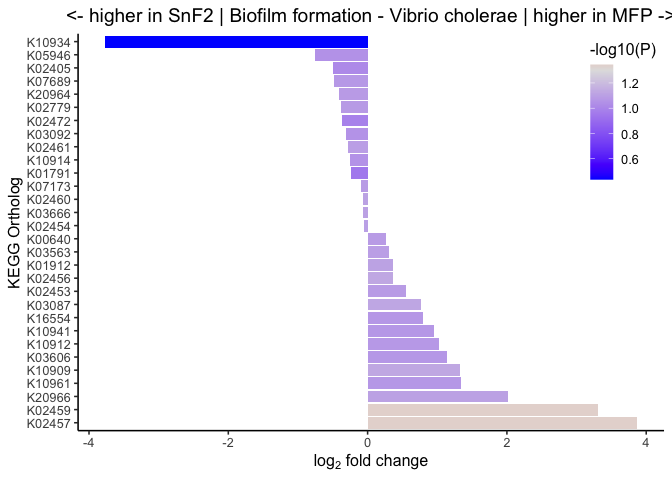 <- higher in SnF2 | Biofilm formation - Vibrio cholerae | higher in MFP ->
-log10(P)
1.2
1.0
0.8
0.6
KEGG Ortholog
K10934
K05946
K02405
K07689
K20964
K02779
K02472
K03092
K02461
K10914
K01791
K07173
K02460
K03666
K02454
K00640
K03563
K01912
K02456
K02453
K03087
K16554
K10941
K10912
K03606
K10909
K10961
K20966
K02459
K02457
-4 -2 0 2 4
log2 fold change